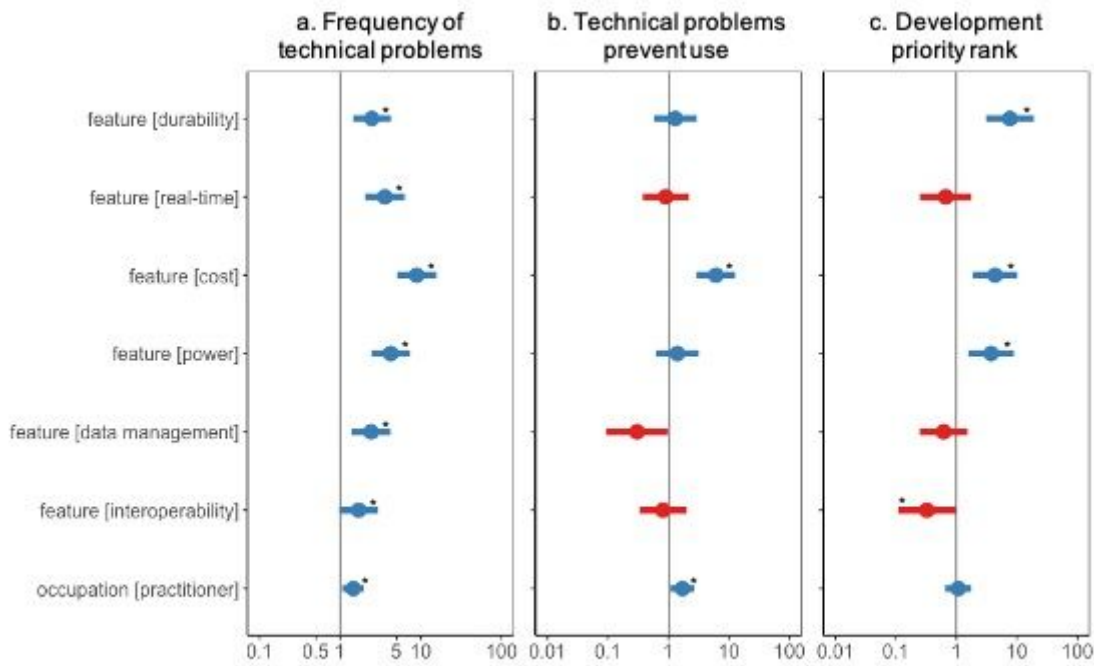 a. Frequency of
technical problems
b. Technical problems
prevent use
c. Development
priority rank
feature [durability]
feature [real-time]
feature [cost]
feature [power]
feature [data management]
feature [interoperability]
occupation [practitioner]
*
*
*
*
*
*
*
*
*
*
*
*
*
0.1 0.5 1 5 10 100
0.01 0.1 1 10 100
0.01 0.1 1 10 100